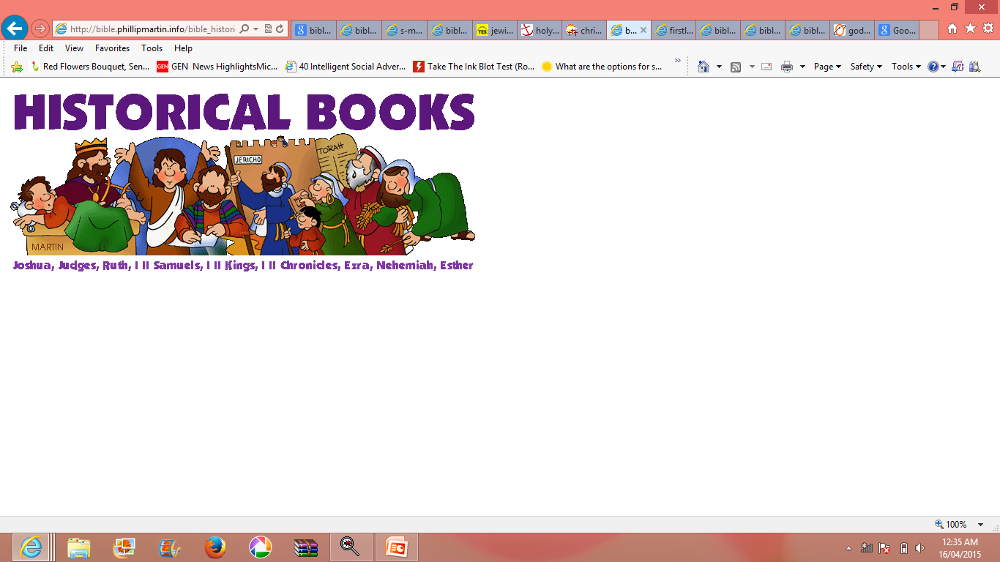 http://bible.phillipmartin.info/bible_histori
bibl...
bibl...
s-m...
bibl...
jewi...
holy...
chri...
b...
firstl...
bibl...
bibl...
bibl...
god...
Goo...
File Edit View Favorites Tools Help
Red Flowers Bouquet, Sen...
GEN
GEN News HighlightsMic...
40 Intelligent Social Adver...
Take The Ink Blot Test (Ro...
What are the options for s...
Page
Safety
Tools
HISTORICAL BOOKS
JERICHO
TORAH
MARTIN
Joshua, Judges, Ruth, I II Samuels, I II Kings, I II Chronicles, Ezra, Nehemiah, Esther
100%
12:35 AM
16/04/2015